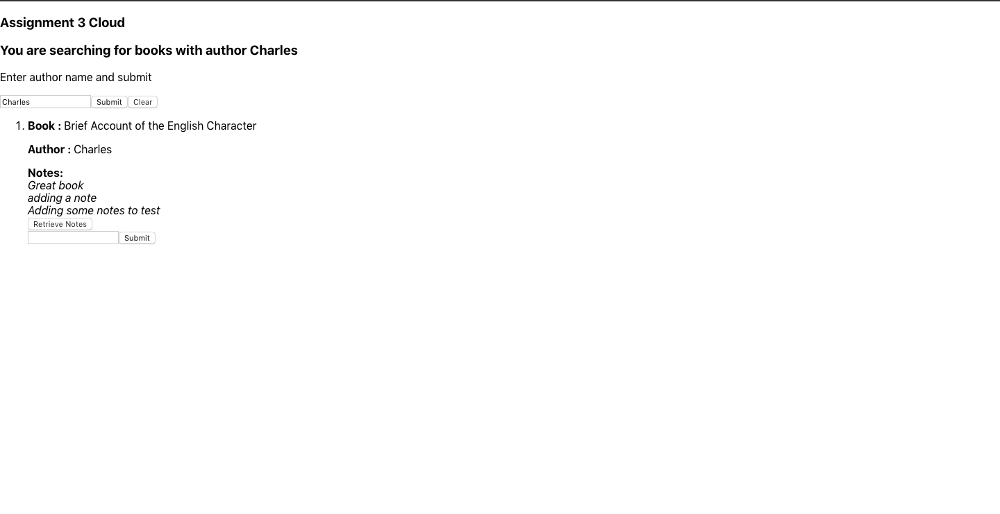 Assignment 3 Cloud
You are searching for books with author Charles
Enter author name and submit
Charles Submit Clear
1. Book : Brief Account of the English Character
Author : Charles
Notes:
Great book
adding a note
Adding some notes to test
Retrieve Notes
Submit